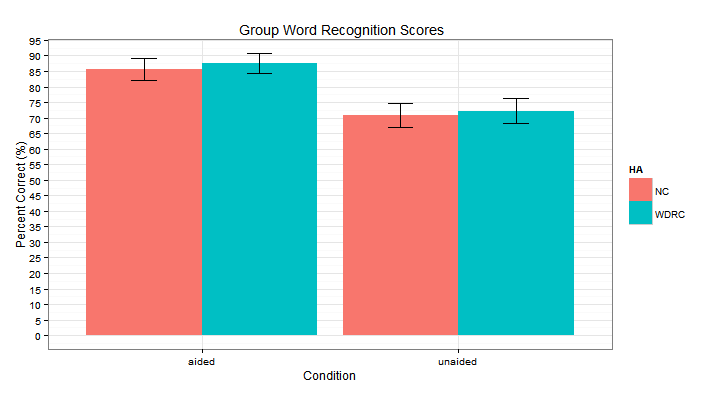 Group Word Recognition Scores
95
90
85
80
75
70
65
60
55
50
45
40
35
30
25
20
15
10
5
0
Percent Correct (%)
aided
unaided
Condition
HA
NC
WDRC